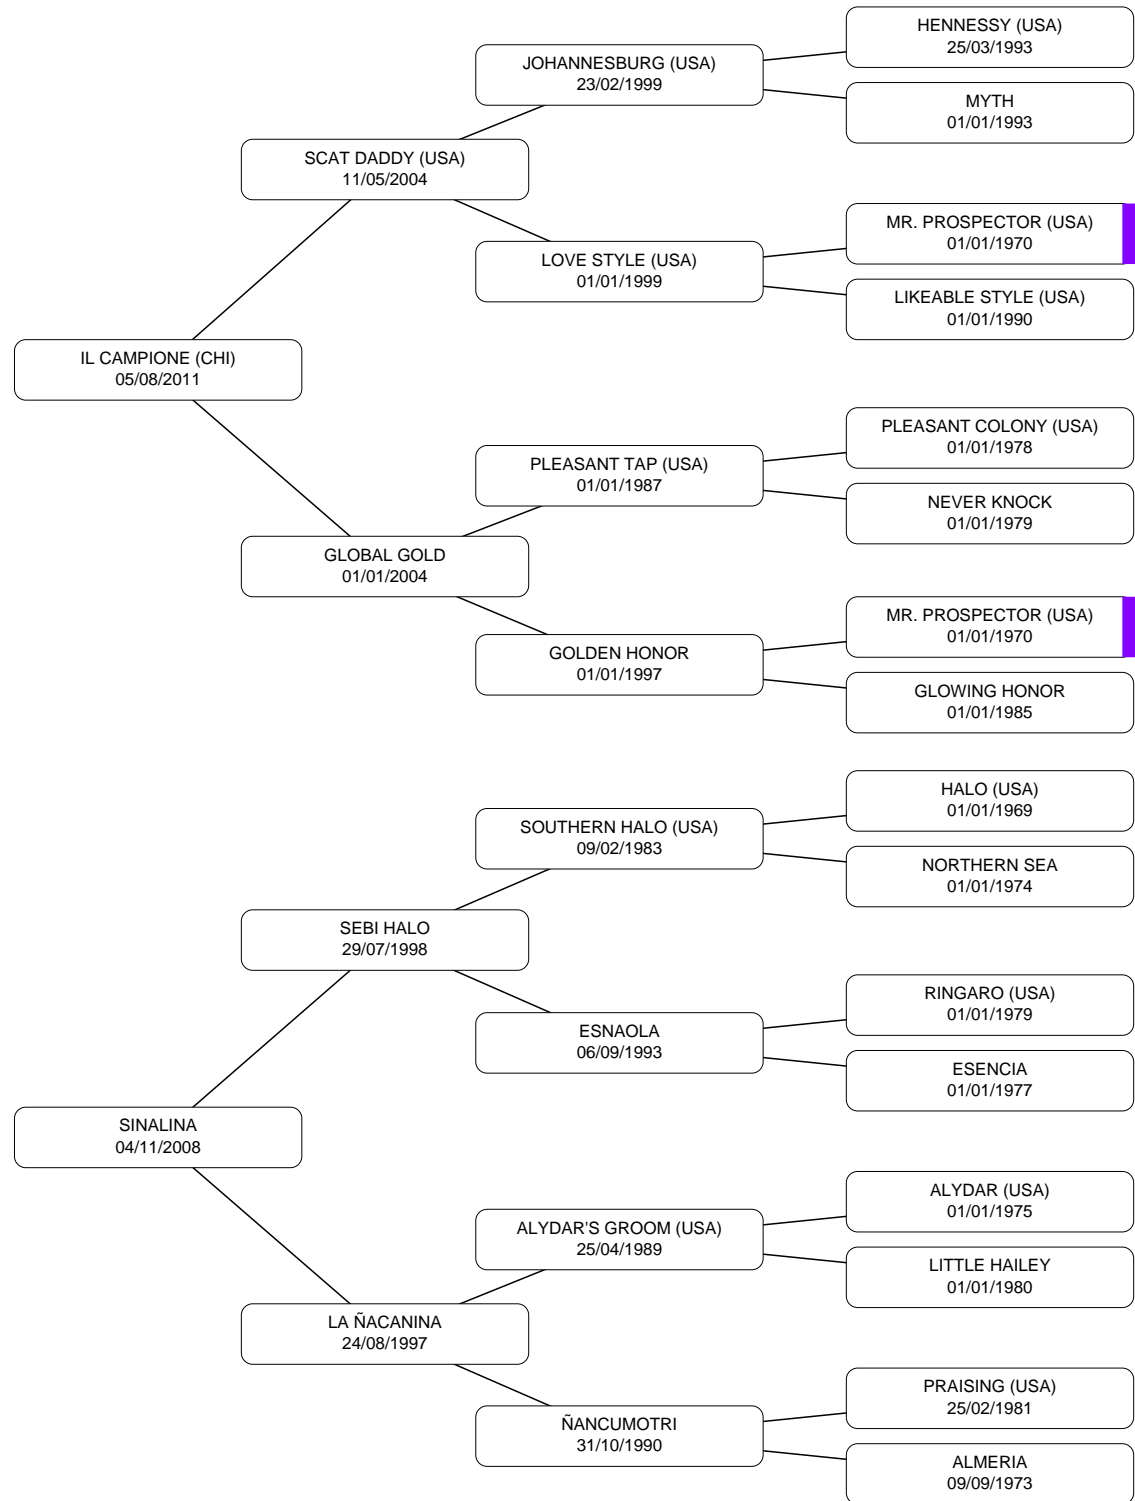 HENNESSY (USA)
25/03/1993
JOHANNESBURG (USA)
23/02/1999
MYTH
01/01/1993
SCAT DADDY (USA)
11/05/2004
MR. PROSPECTOR (USA)
01/01/1970
LOVE STYLE (USA)
01/01/1999
LIKEABLE STYLE (USA)
01/01/1990
IL CAMPIONE (CHI)
05/08/2011
PLEASANT COLONY (USA)
01/01/1978
PLEASANT TAP (USA)
01/01/1987
NEVER KNOCK
01/01/1979
GLOBAL GOLD
01/01/2004
MR. PROSPECTOR (USA)
01/01/1970
GOLDEN HONOR
01/01/1997
GLOWING HONOR
01/01/1985
HALO (USA)
01/01/1969
SOUTHERN HALO (USA)
09/02/1983
NORTHERN SEA
01/01/1974
SEBI HALO
29/07/1998
RINGARO (USA)
01/01/1979
ESNAOLA
06/09/1993
ESENCIA
01/01/1977
SINALINA
04/11/2008
ALYDAR (USA)
01/01/1975
ALYDAR'S GROOM (USA)
25/04/1989
LITTLE HAILEY
01/01/1980
LA ÑACANINA
24/08/1997
PRAISING (USA)
25/02/1981
ÑANCUMOTRI
31/10/1990
ALMERIA
09/09/1973